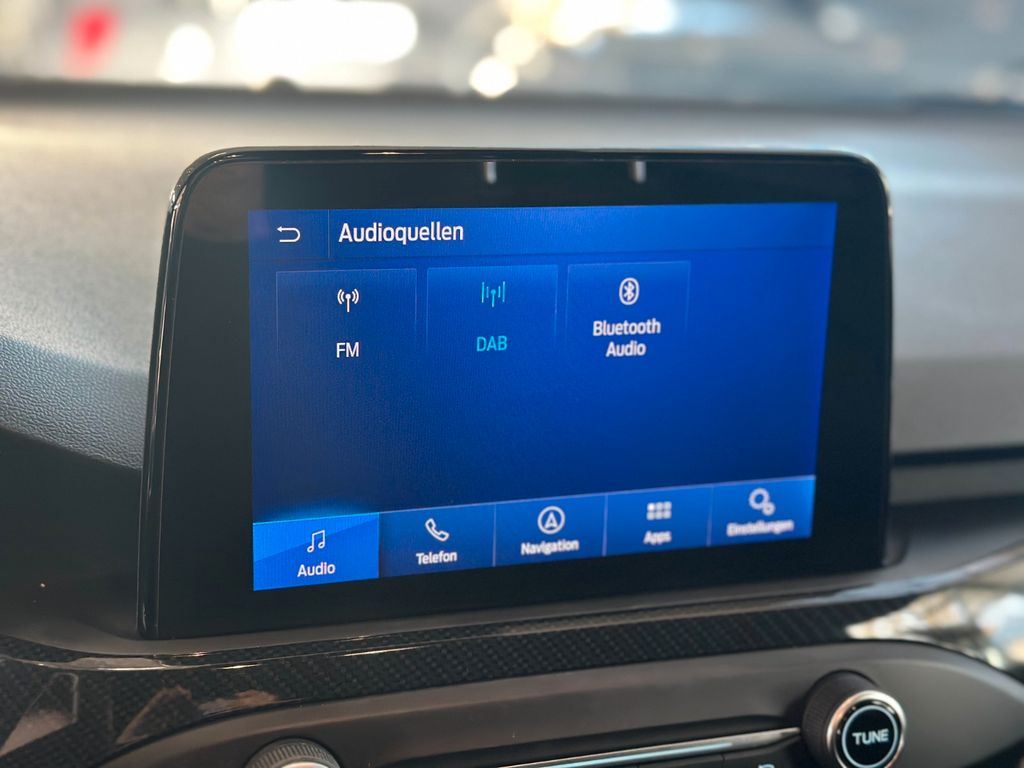 Audioquellen
FM
DAB
Bluetooth
Audio
Audio
Telefon
Navigation
Apps
Einstellungen
TUNE